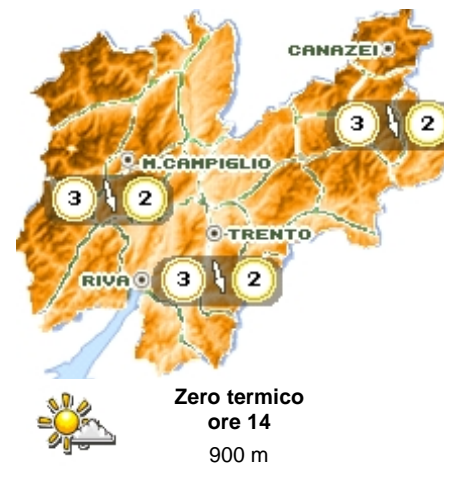 CANAZEI
3 2
M.CAMPIGLIO
3 2
TRENTO
RIVA 3 2
Zero termico
ore 14
900 m